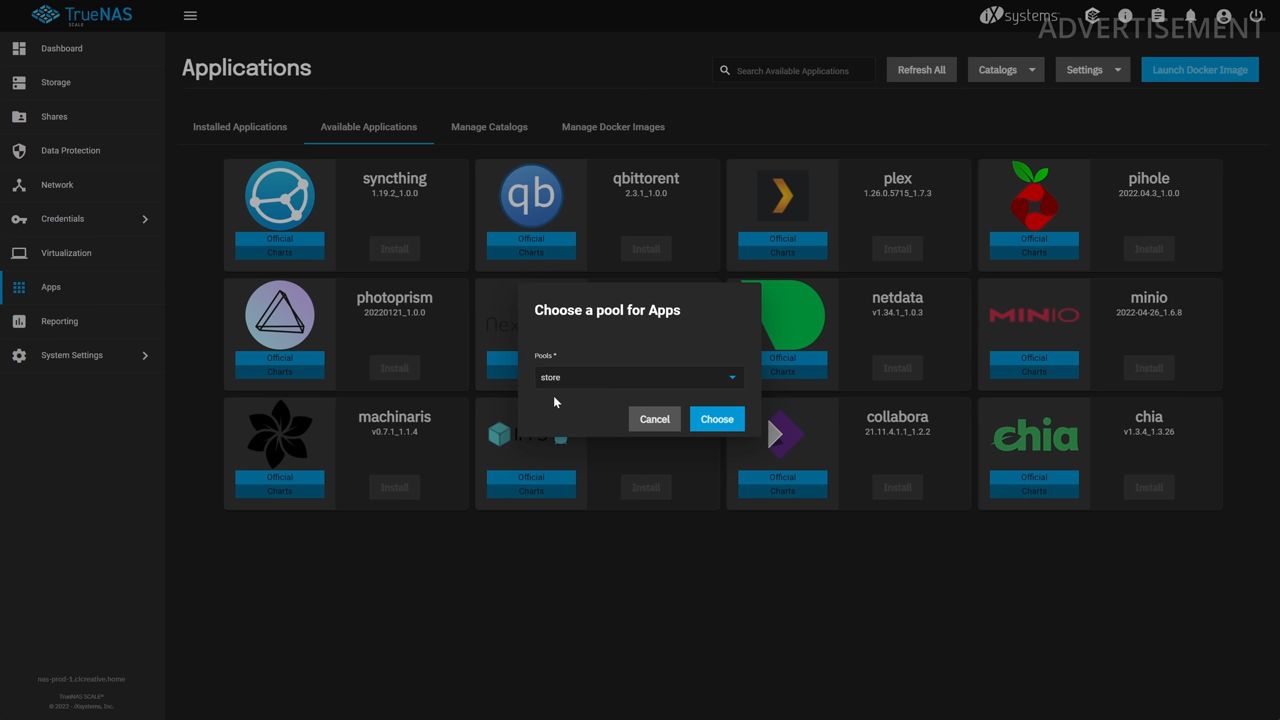 TrueNAS
SCALE
iXsystems
ADVERTISEMENT
Dashboard
Storage
Shares
Data Protection
Network
Credentials
Virtualization
Apps
Reporting
System Settings
nas-prod-1.c1creative.home
TrueNAS SCALE®
© 2022 - iXsystems, Inc.
Applications
Search Available Applications
Refresh All
Catalogs
Settings
Launch Docker Image
Installed Applications
Available Applications
Manage Catalogs
Manage Docker Images
syncthing
1.19.2_1.0.0
Official
Charts
Install
qb
qbittorent
2.3.1_1.0.0
Official
Charts
Install
plex
1.26.0.5715_1.7.3
Official
Charts
Install
pihole
2022.04.3_1.0.0
Official
Charts
Install
photoprism
20220121_1.0.0
Official
Charts
Install
Choose a pool for Apps
Pools *
store
Cancel
Choose
netdata
v1.34.1_1.0.3
Official
Charts
Install
MINIO
minio
2022-04-26_1.6.8
Official
Charts
Install
machinaris
v0.7.1_1.1.4
Official
Charts
Install
Official
Charts
Install
collabora
21.11.4.1.1_1.2.2
Official
Charts
Install
chia
chia
v1.3.4_1.3.26
Official
Charts
Install